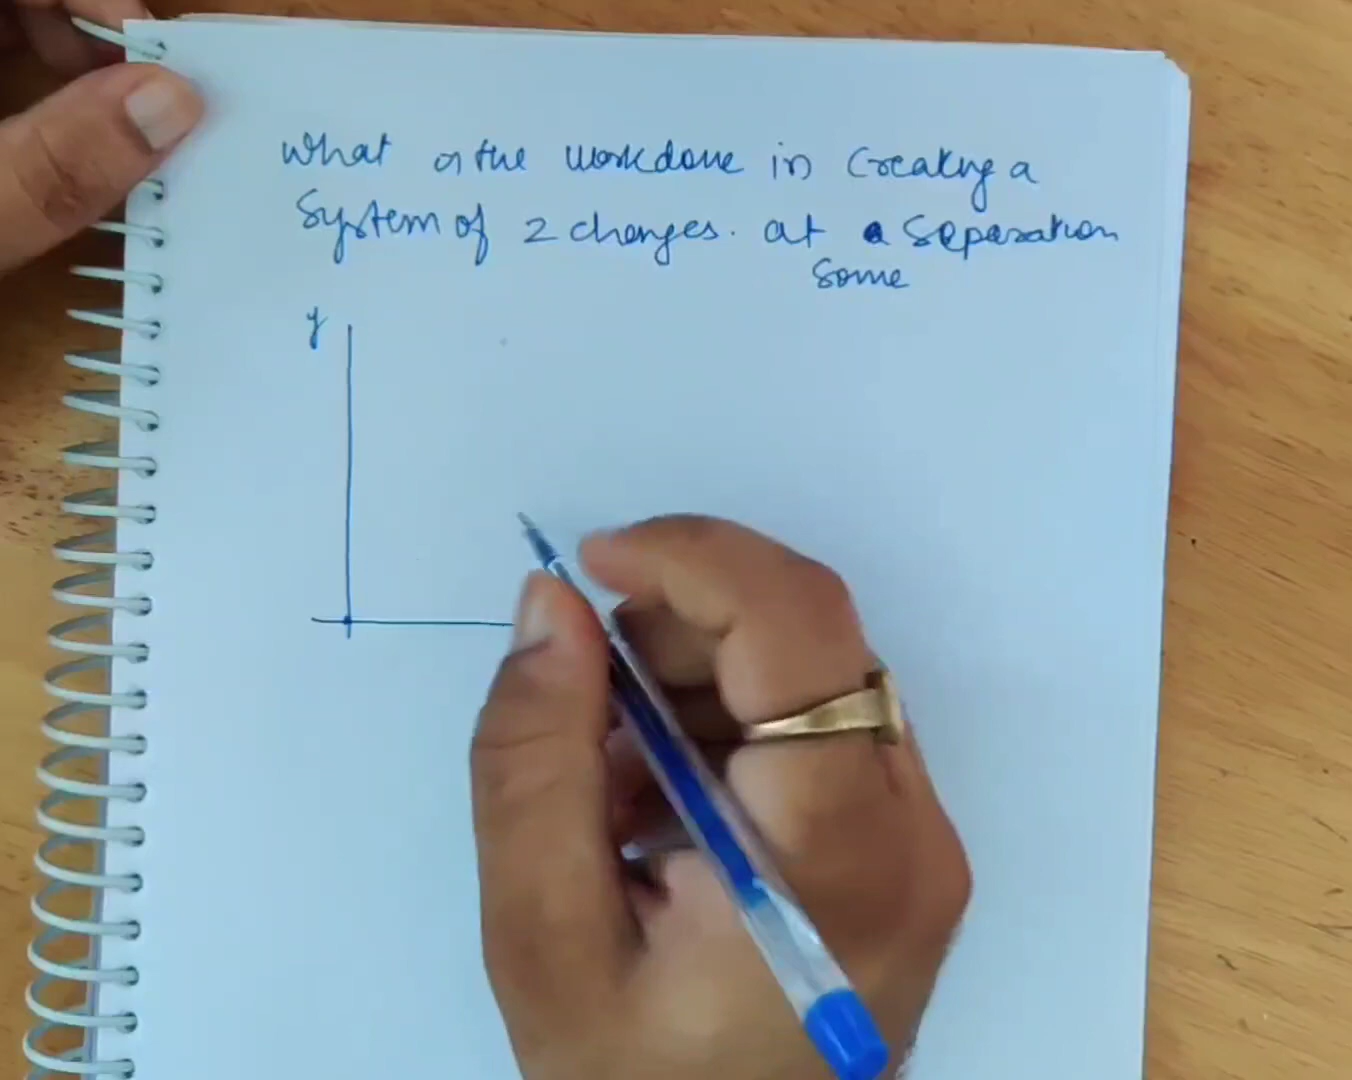 What is the workdone in Creating a
System of 2 charges. at a Separation
Some
y